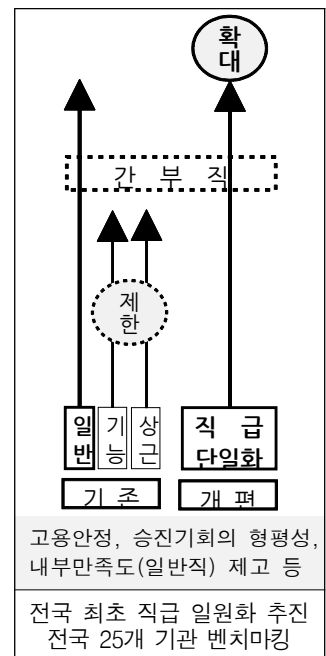 확
대
간 부 직
제
한
일
반
기
능
상
근
직 급
단일화
기 존
개 편
고용안정, 승진기회의 형평성,
내부만족도(일반직) 제고 등
전국 최초 직급 일원화 추진
전국 25개 기관 벤치마킹